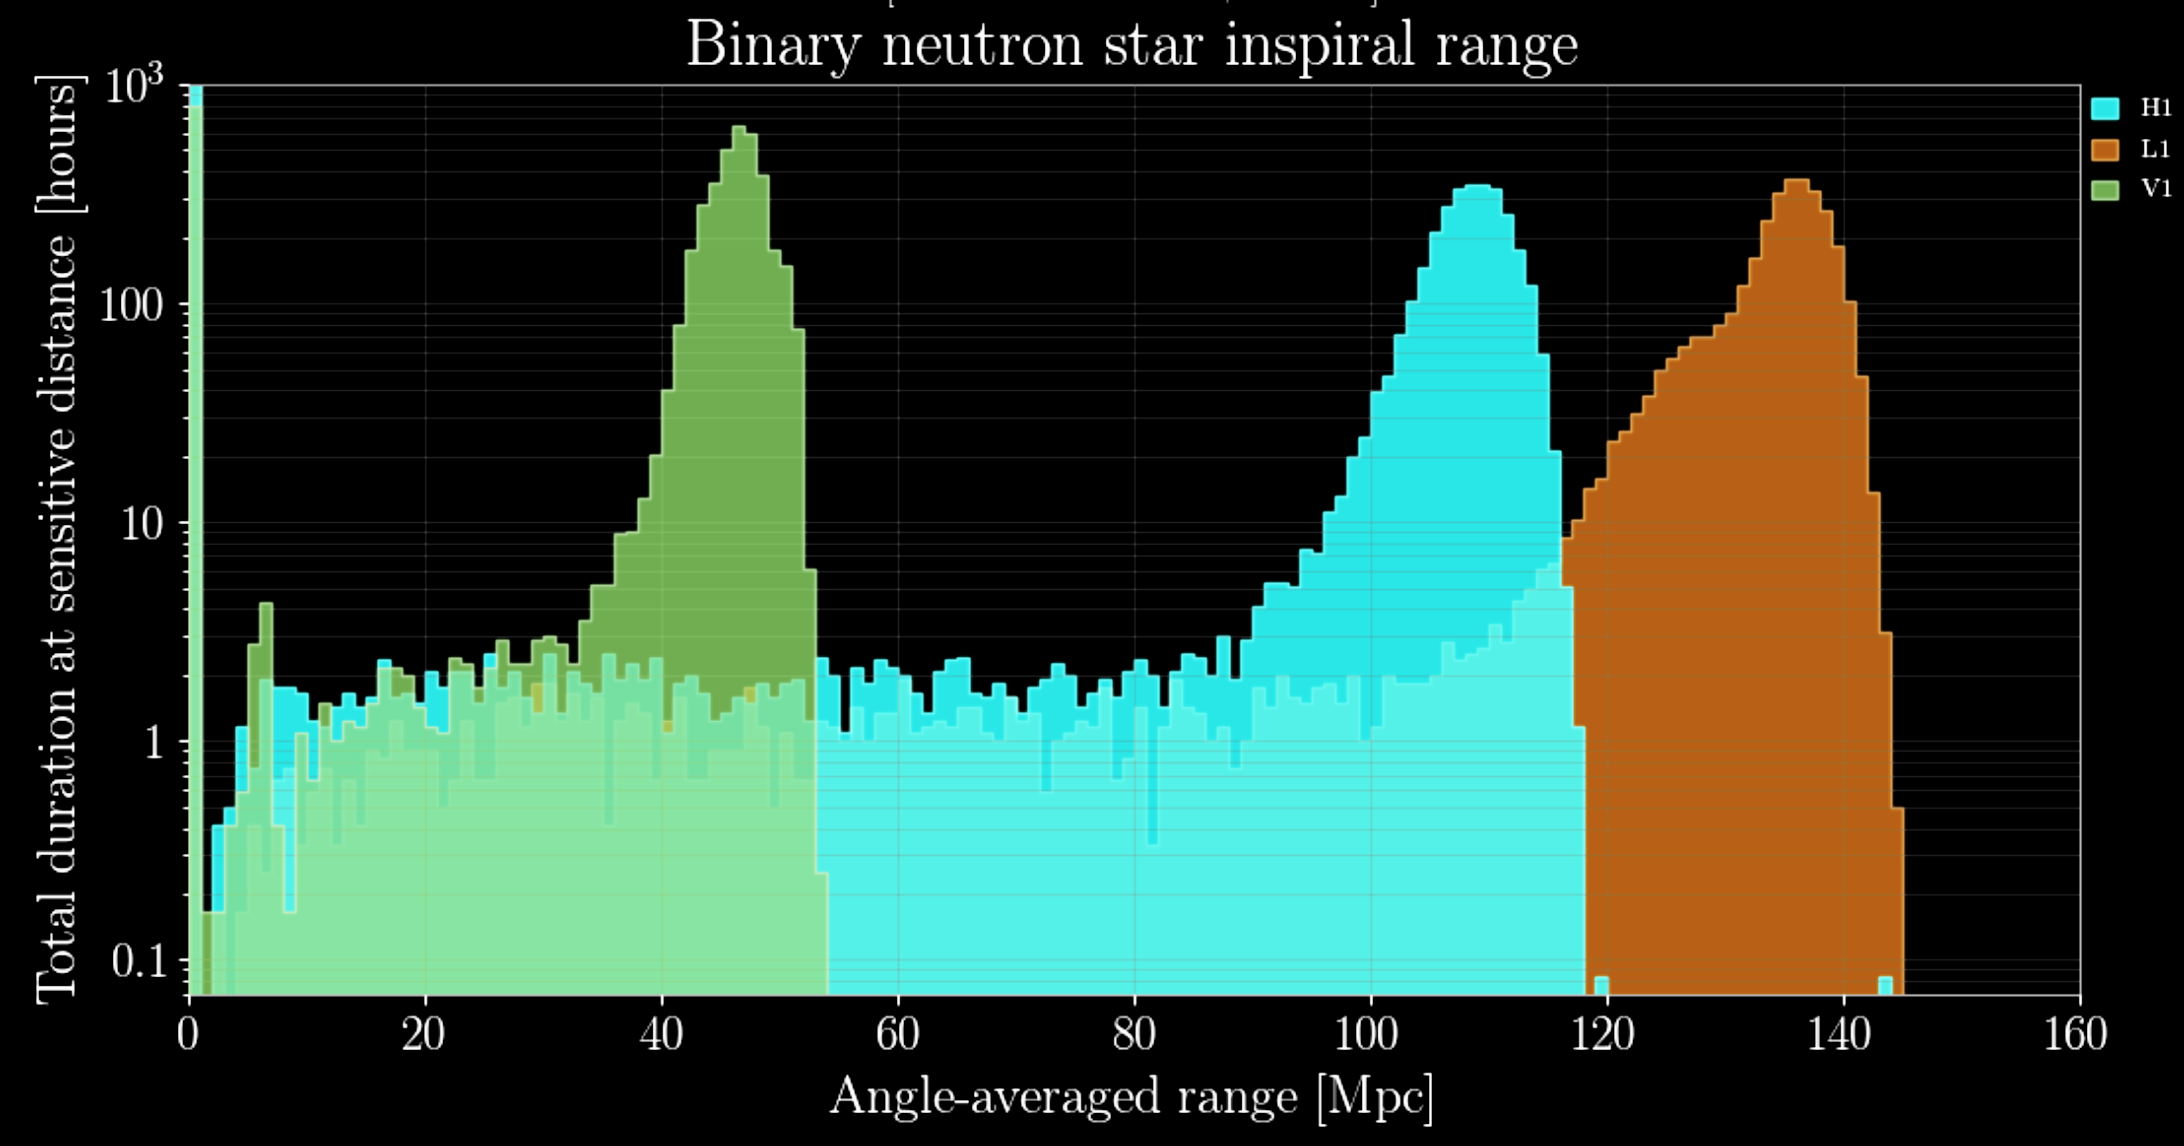 Binary neutron star inspiral range
Total duration at sensitive distance [hours]
10³
100
10
1
0.1
0 20 40 60 80 100 120 140 160
Angle-averaged range [Mpc]
H1
L1
V1